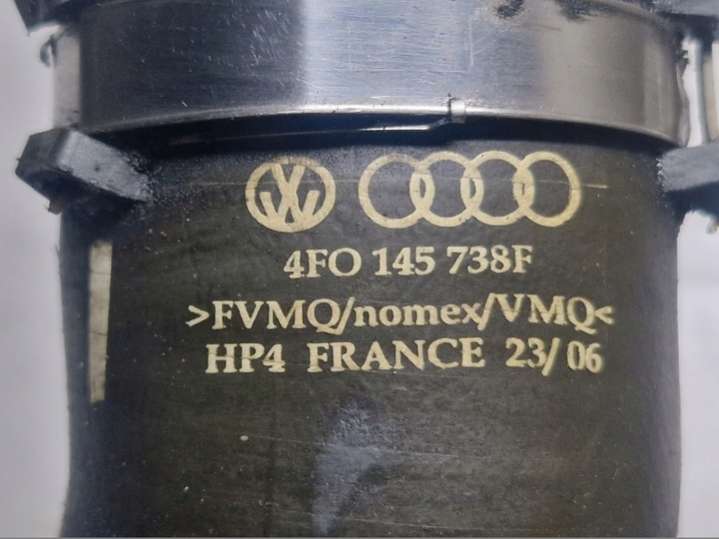 4FO 145 738F
>FVMQ/nomex/VMQ<
HP4 FRANCE 23/06